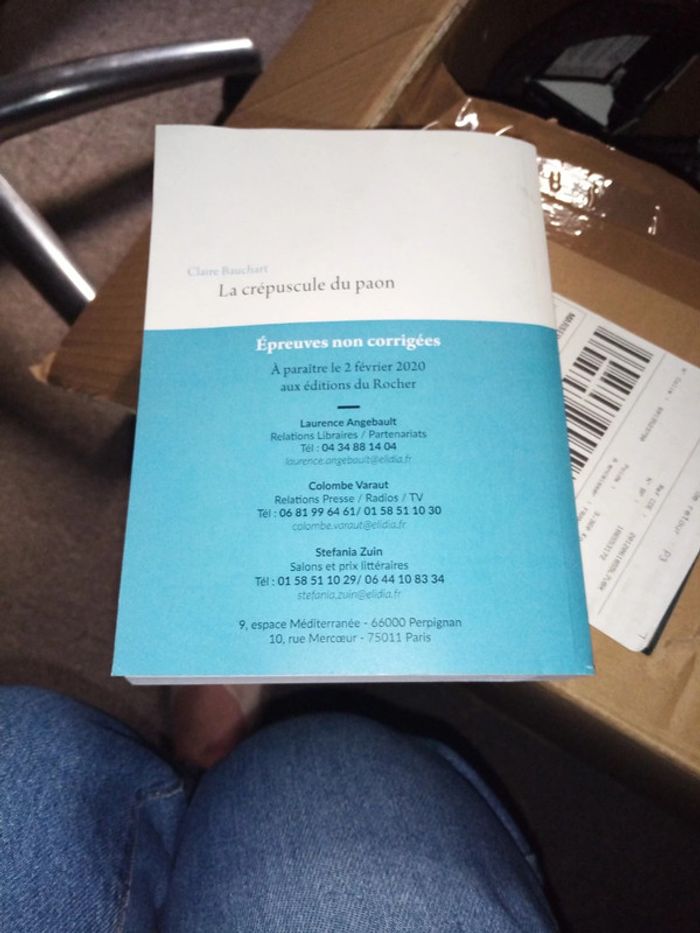 Claire Bauchart
La crépuscule du paon
Épreuves non corrigées
À paraître le 2 février 2020
aux éditions du Rocher
Laurence Angebault
Relations Libraires / Partenariats
Tél : 04 34 88 14 04
laurence.angebault@elidia.fr
Colombe Varaut
Relations Presse / Radios / TV
Tél : 06 81 99 64 61/ 01 58 51 10 30
colombe.varaut@elidia.fr
Stefania Zuin
Salons et prix littéraires
Tél : 01 58 51 10 29/ 06 44 10 83 34
stefania.zuin@elidia.fr
9, espace Méditerranée - 66000 Perpignan
10, rue Mercœur - 75011 Paris